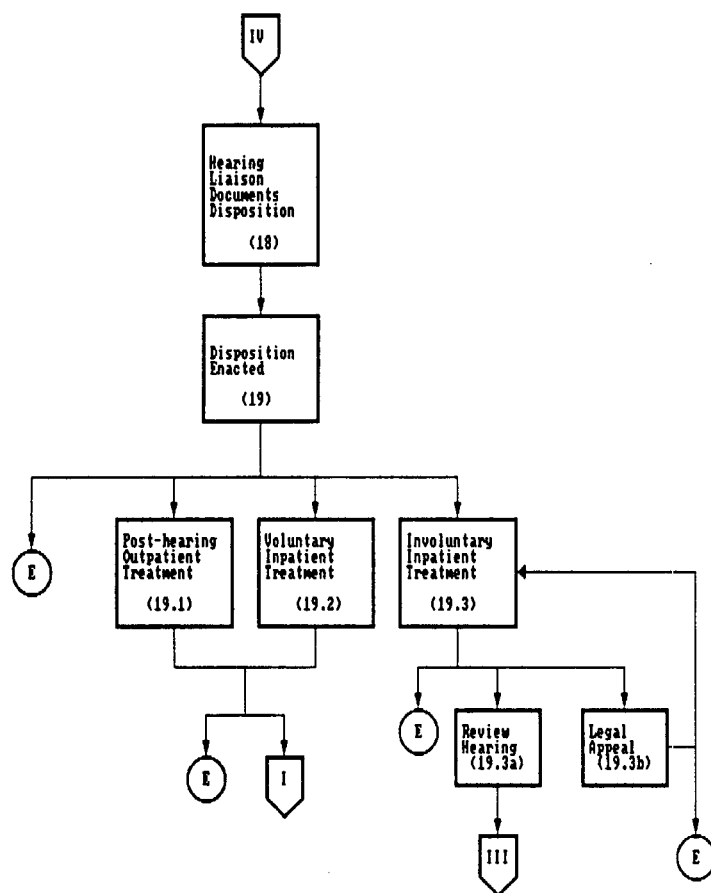 IV
Hearing
Liaison
Documents
Disposition
(18)
Disposition
Enacted
(19)
E
Post-hearing
Outpatient
Treatment
(19.1)
Voluntary
Inpatient
Treatment
(19.2)
Involuntary
Inpatient
Treatment
(19.3)
E
I
E
Review
Hearing
(19.3a)
Legal
Appeal
(19.3b)
III
E